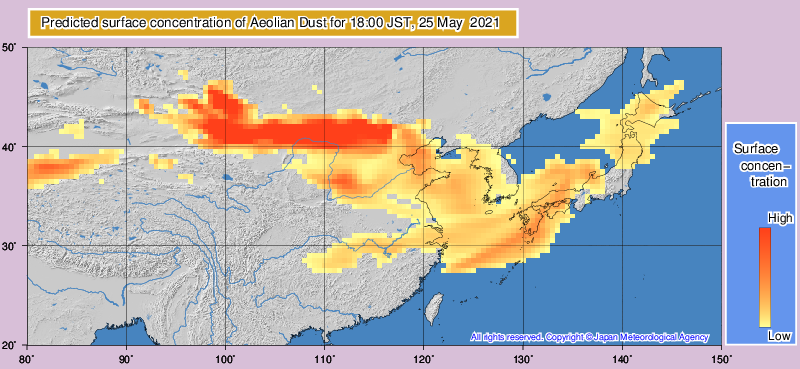 Predicted surface concentration of Aeolian Dust for 18:00 JST, 25 May 2021
50°
40°
30°
20°
80°
90°
100°
110°
120°
130°
140°
150°
Surface
concen–
tration
High
Low
All rights reserved. Copyright © Japan Meteorological Agency